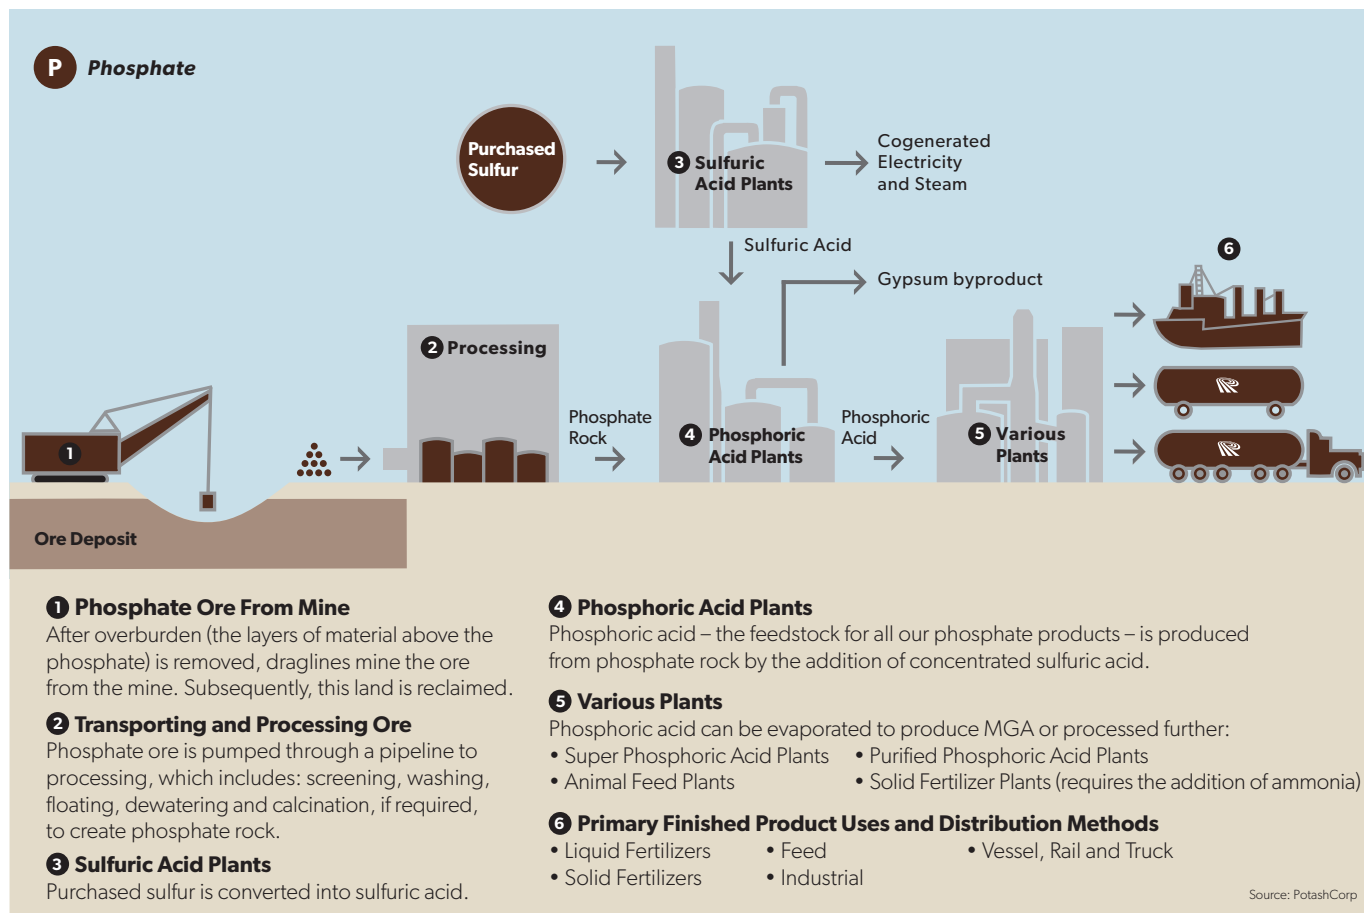 P Phosphate
Purchased
Sulfur
3 Sulfuric
Acid Plants
Cogenerated
Electricity
and Steam
Sulfuric Acid
Gypsum byproduct
6
2 Processing
1
Phosphate
Rock
4 Phosphoric
Acid Plants
Phosphoric
Acid
5 Various
Plants
Ore Deposit
1 Phosphate Ore From Mine
After overburden (the layers of material above the
phosphate) is removed, draglines mine the ore
from the mine. Subsequently, this land is reclaimed.
2 Transporting and Processing Ore
Phosphate ore is pumped through a pipeline to
processing, which includes: screening, washing,
floating, dewatering and calcination, if required,
to create phosphate rock.
3 Sulfuric Acid Plants
Purchased sulfur is converted into sulfuric acid.
4 Phosphoric Acid Plants
Phosphoric acid – the feedstock for all our phosphate products – is produced
from phosphate rock by the addition of concentrated sulfuric acid.
5 Various Plants
Phosphoric acid can be evaporated to produce MGA or processed further:
• Super Phosphoric Acid Plants • Purified Phosphoric Acid Plants
• Animal Feed Plants • Solid Fertilizer Plants (requires the addition of ammonia)
6 Primary Finished Product Uses and Distribution Methods
• Liquid Fertilizers • Feed • Vessel, Rail and Truck
• Solid Fertilizers • Industrial
Source: PotashCorp